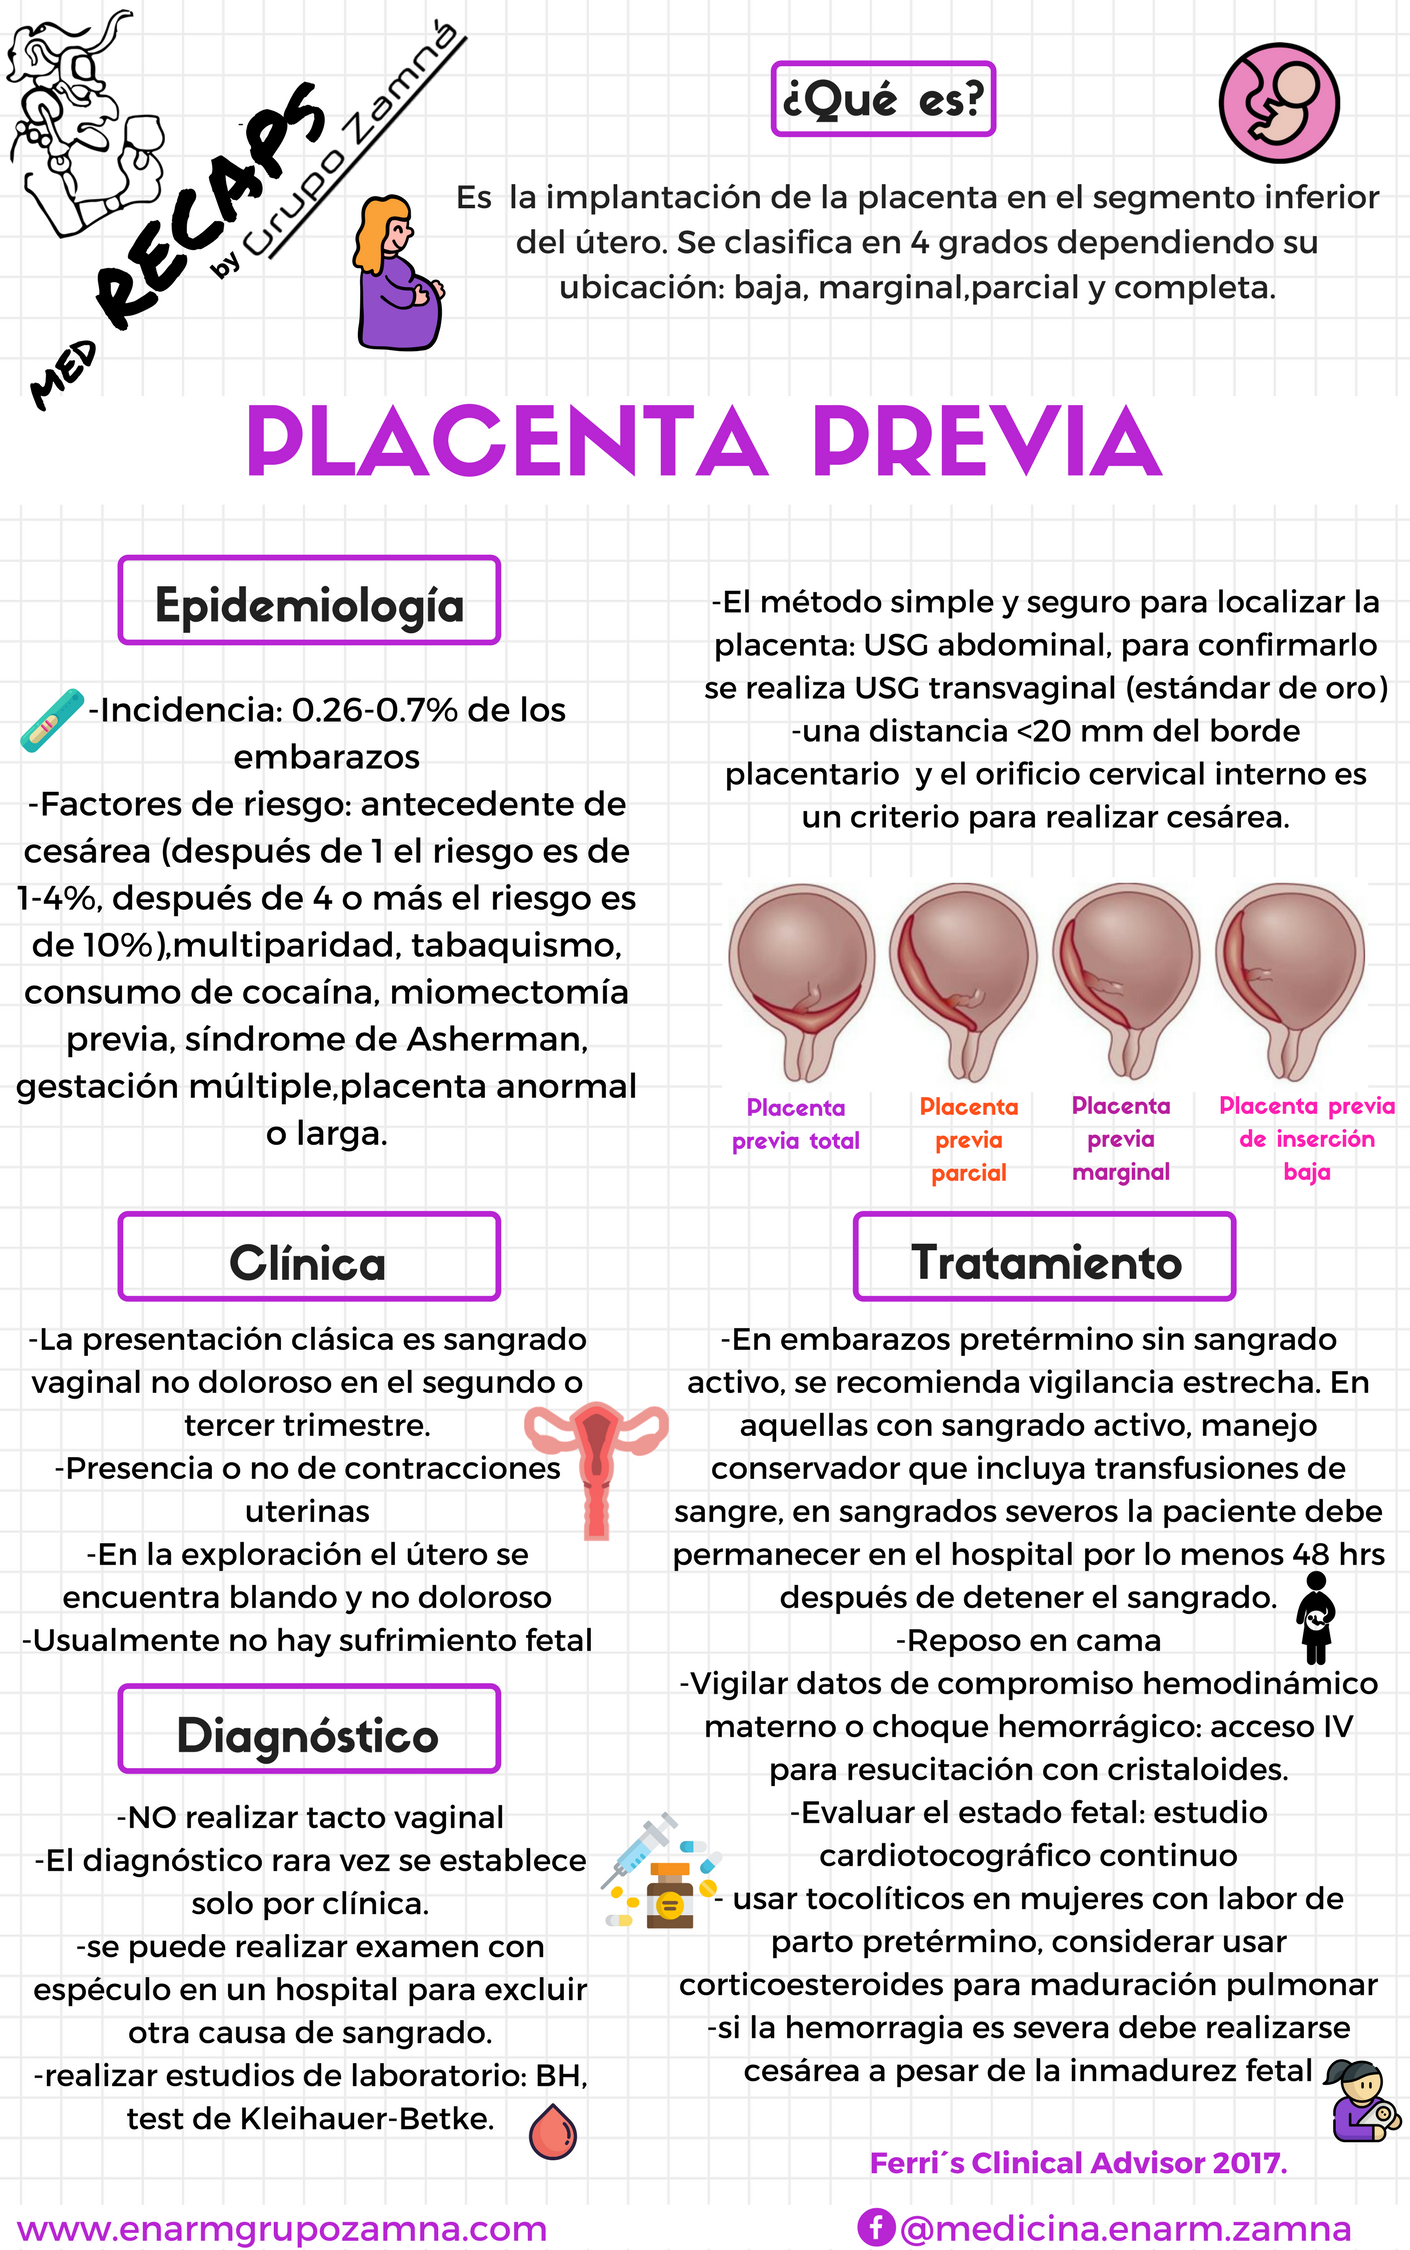 MED RECAPS
by Grupo Zamná
¿Qué es?
Es la implantación de la placenta en el segmento inferior
del útero. Se clasifica en 4 grados dependiendo su
ubicación: baja, marginal,parcial y completa.
PLACENTA PREVIA
Epidemiología
-Incidencia: 0.26-0.7% de los
embarazos
-Factores de riesgo: antecedente de
cesárea (después de 1 el riesgo es de
1-4%, después de 4 o más el riesgo es
de 10%),multiparidad, tabaquismo,
consumo de cocaína, miomectomía
previa, síndrome de Asherman,
gestación múltiple,placenta anormal
o larga.
Clínica
-La presentación clásica es sangrado
vaginal no doloroso en el segundo o
tercer trimestre.
-Presencia o no de contracciones
uterinas
-En la exploración el útero se
encuentra blando y no doloroso
-Usualmente no hay sufrimiento fetal
Diagnóstico
-NO realizar tacto vaginal
-El diagnóstico rara vez se establece
solo por clínica.
-se puede realizar examen con
espéculo en un hospital para excluir
otra causa de sangrado.
-realizar estudios de laboratorio: BH,
test de Kleihauer-Betke.
-El método simple y seguro para localizar la
placenta: USG abdominal, para confirmarlo
se realiza USG transvaginal (estándar de oro)
-una distancia <20 mm del borde
placentario y el orificio cervical interno es
un criterio para realizar cesárea.
Placenta
previa total
Placenta
previa
parcial
Placenta
previa
marginal
Placenta previa
de inserción
baja
Tratamiento
-En embarazos pretérmino sin sangrado
activo, se recomienda vigilancia estrecha. En
aquellas con sangrado activo, manejo
conservador que incluya transfusiones de
sangre, en sangrados severos la paciente debe
permanecer en el hospital por lo menos 48 hrs
después de detener el sangrado.
-Reposo en cama
-Vigilar datos de compromiso hemodinámico
materno o choque hemorrágico: acceso IV
para resucitación con cristaloides.
-Evaluar el estado fetal: estudio
cardiotocográfico continuo
- usar tocolíticos en mujeres con labor de
parto pretérmino, considerar usar
corticoesteroides para maduración pulmonar
-si la hemorragia es severa debe realizarse
cesárea a pesar de la inmadurez fetal
Ferri´s Clinical Advisor 2017.
www.enarmgrupozamna.com
@medicina.enarm.zamna